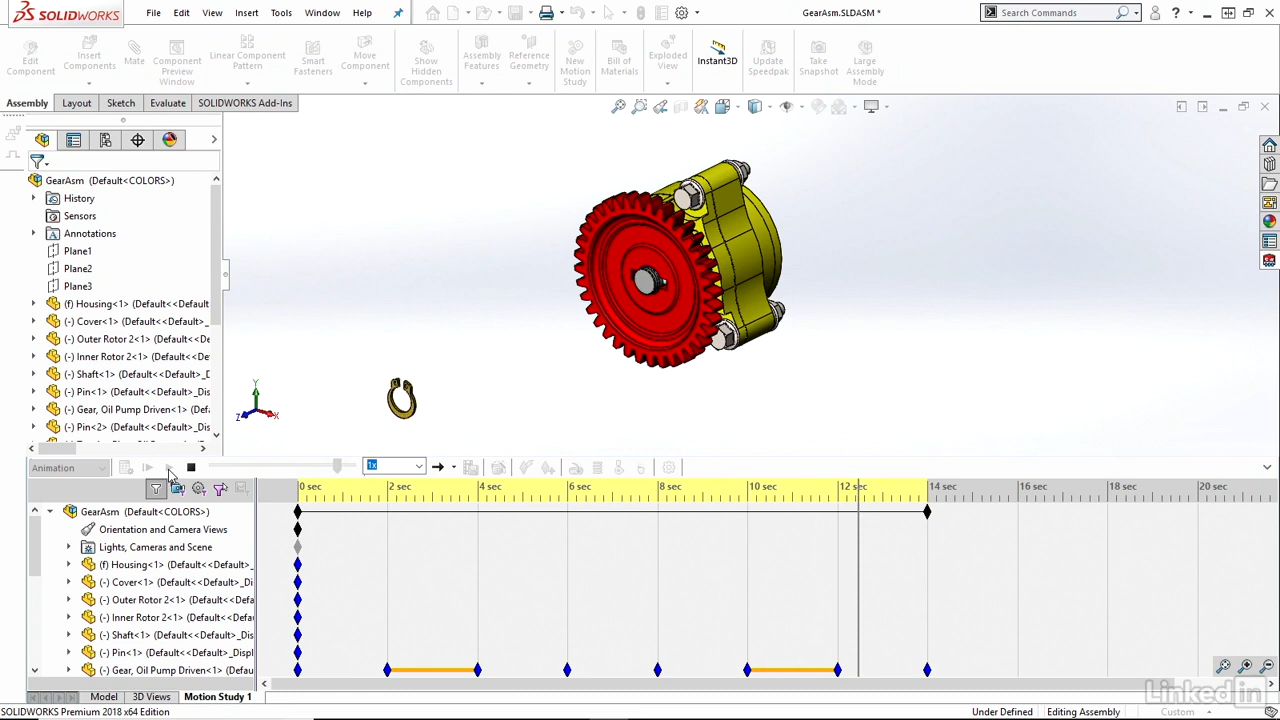 SOLIDWORKS File Edit View Insert Tools Window Help GearAsm.SLDASM * Search Commands
Edit Component
Insert Components
Mate
Component Preview Window
Linear Component Pattern
Smart Fasteners
Move Component
Show Hidden Components
Assembly Features
Reference Geometry
New Motion Study
Bill of Materials
Exploded View
Instant3D
Update Speedpak
Take Snapshot
Large Assembly Mode
Assembly Layout Sketch Evaluate SOLIDWORKS Add-Ins
GearAsm (Default<COLORS>)
History
Sensors
Annotations
Plane1
Plane2
Plane3
(f) Housing<1> (Default<<Default>
(-) Cover<1> (Default<<Default>_
(-) Outer Rotor 2<1> (Default<<D
(-) Inner Rotor 2<1> (Default<<De
(-) Shaft<1> (Default<<Default>_D
(-) Pin<1> (Default<<Default>_Dis
(-) Gear, Oil Pump Driven<1> (Def
(-) Pin<2> (Default<<Default>_Dis
Y
Z X
Animation 1x
0 sec 2 sec 4 sec 6 sec 8 sec 10 sec 12 sec 14 sec 16 sec 18 sec 20 sec
GearAsm (Default<COLORS>)
Orientation and Camera Views
Lights, Cameras and Scene
(f) Housing<1> (Default<<Default>_
(-) Cover<1> (Default<<Default>_Di
(-) Outer Rotor 2<1> (Default<<De
(-) Inner Rotor 2<1> (Default<<Def
(-) Shaft<1> (Default<<Default>_Di
(-) Pin<1> (Default<<Default>_Displ
(-) Gear, Oil Pump Driven<1> (Defau
Model 3D Views Motion Study 1
Linked in
SOLIDWORKS Premium 2018 x64 Edition Under Defined Editing Assembly Custom